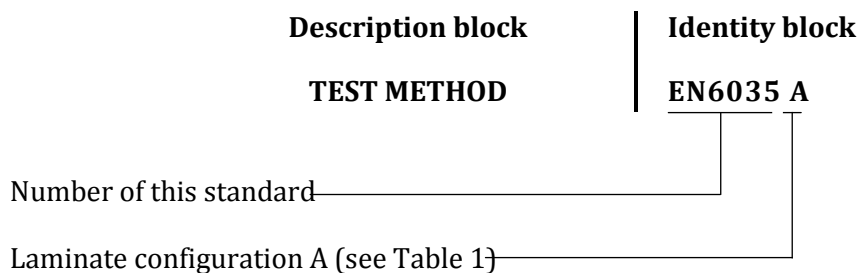 Description block Identity block
TEST METHOD EN6035 A
Number of this standard
Laminate configuration A (see Table 1)